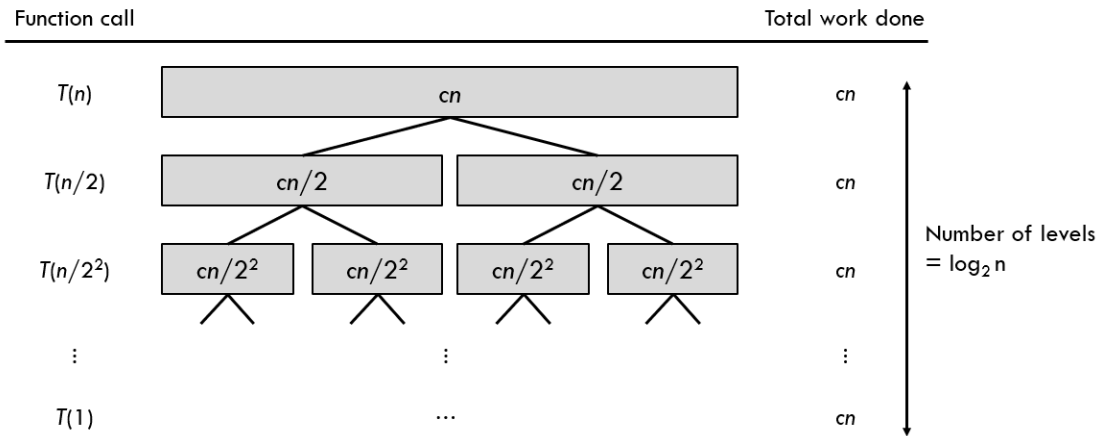 Function call Total work done
T(n) cn cn
T(n/2) cn/2 cn/2 cn
T(n/2²) cn/2² cn/2² cn/2² cn/2² cn
Number of levels
= log₂ n
⋮ ⋮ ⋮
T(1) ... cn